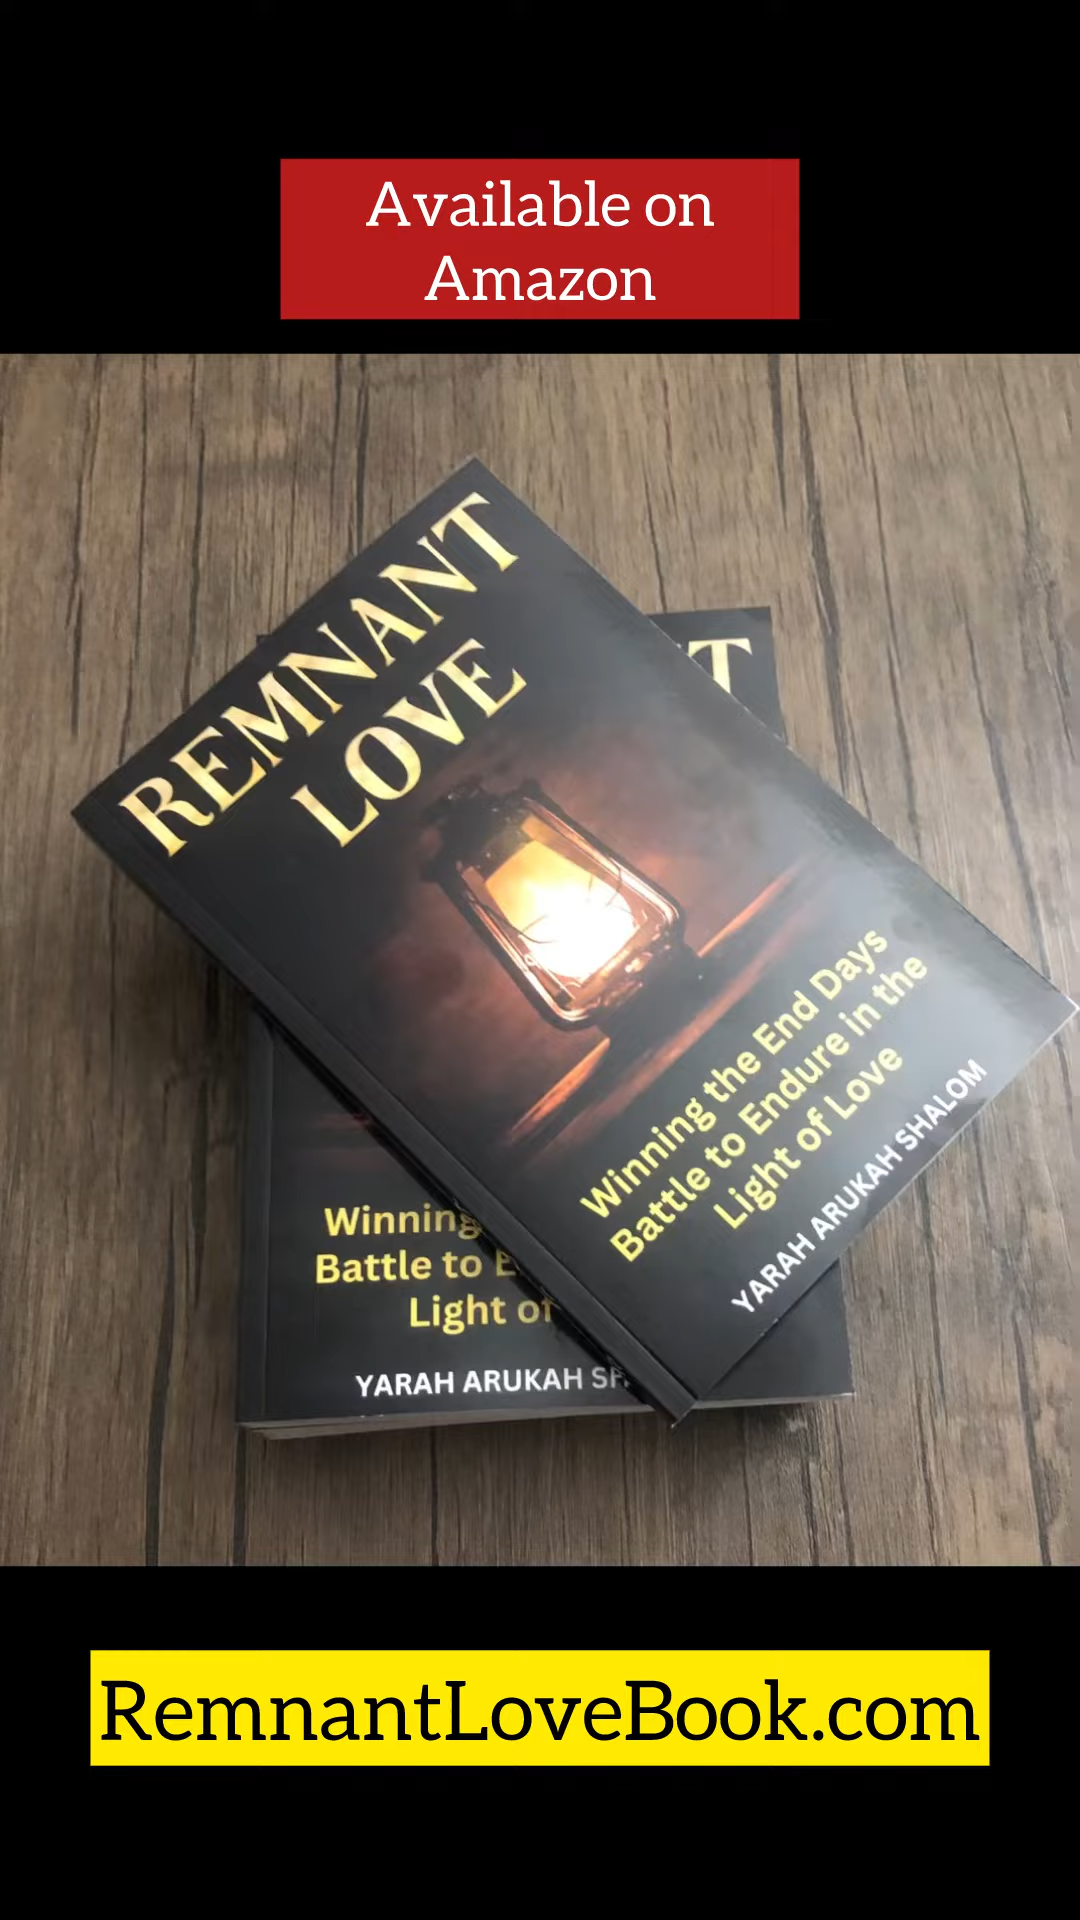 Available on
Amazon
REMNANT
LOVE
Winning the End Days
Battle to Endure in the
Light of Love
YARAH ARUKAH SHALOM
T
Winning
Battle to
Light of
YARAH ARUKAH
RemnantLoveBook.com